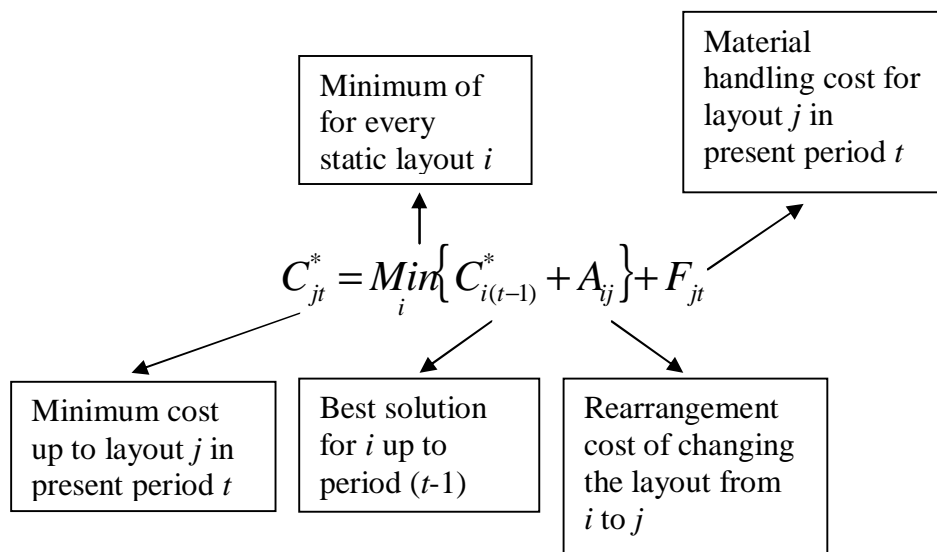 Material
handling cost for
layout j in
present period t
Minimum of
for every
static layout i
C*jt = Min i {C*i(t−1) + Aij} + Fjt
Minimum cost
up to layout j in
present period t
Best solution
for i up to
period (t-1)
Rearrangement
cost of changing
the layout from
i to j